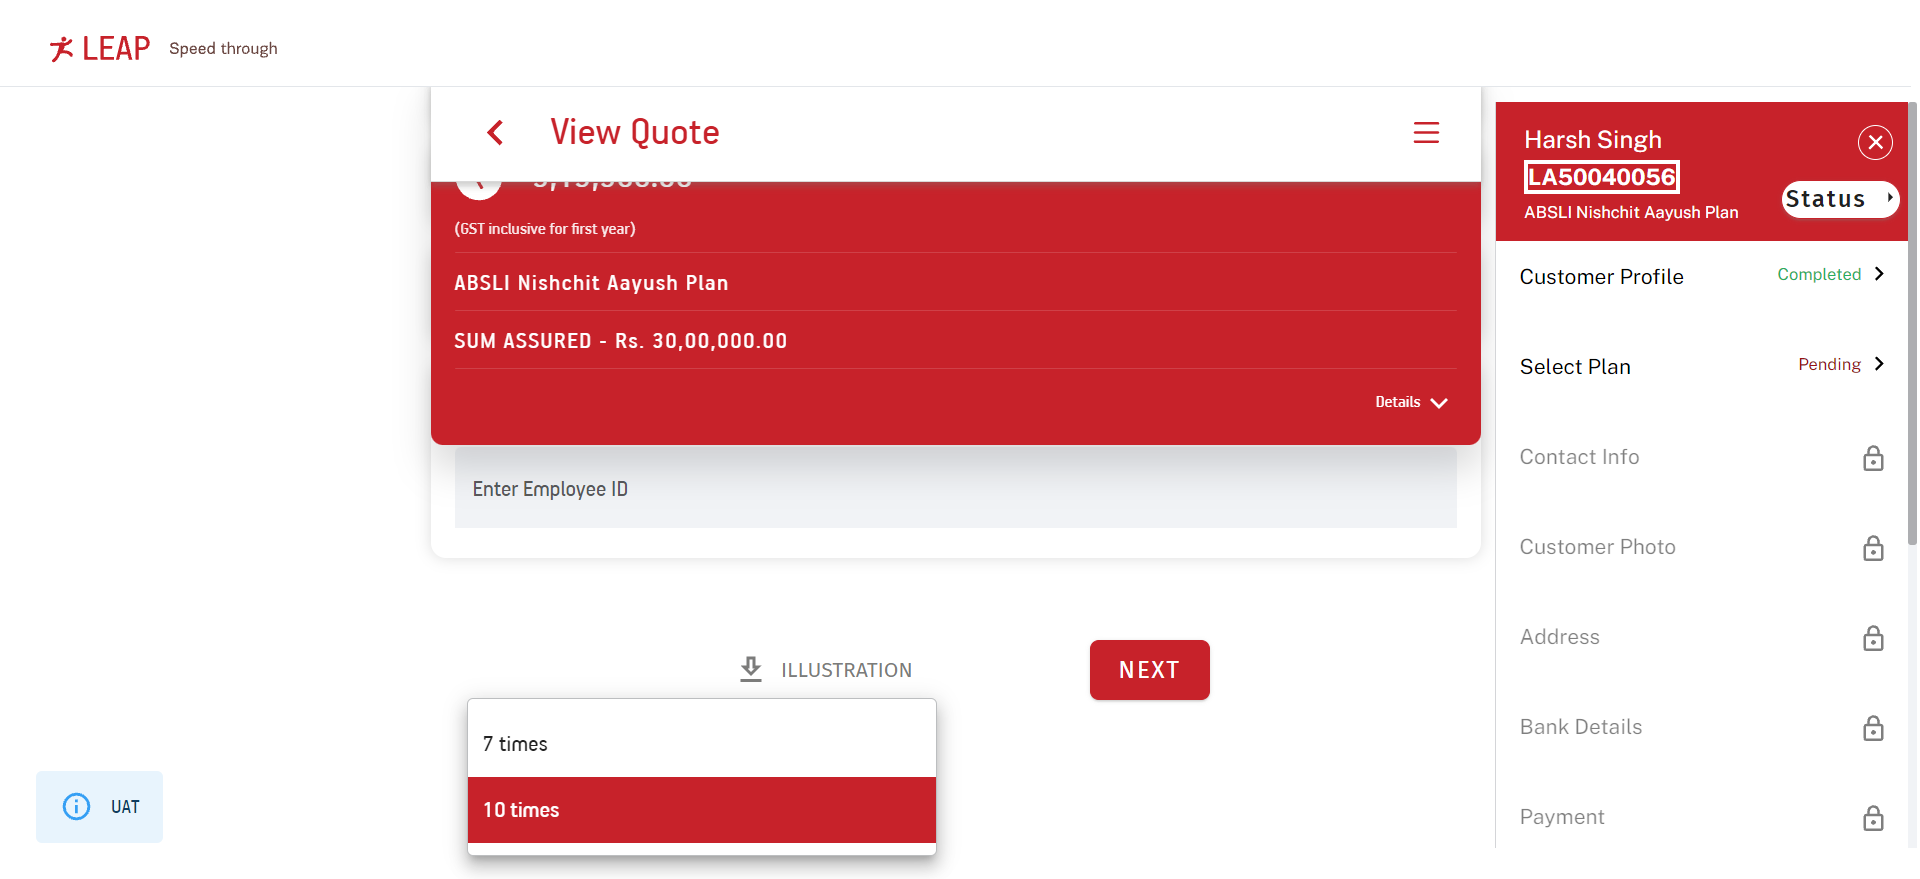 LEAP Speed through
View Quote
(GST inclusive for first year)
ABSLI Nishchit Aayush Plan
SUM ASSURED - Rs. 30,00,000.00
Details
Enter Employee ID
ILLUSTRATION
NEXT
7 times
10 times
UAT
Harsh Singh
LA50040056
ABSLI Nishchit Aayush Plan
Status
Customer Profile Completed
Select Plan Pending
Contact Info
Customer Photo
Address
Bank Details
Payment